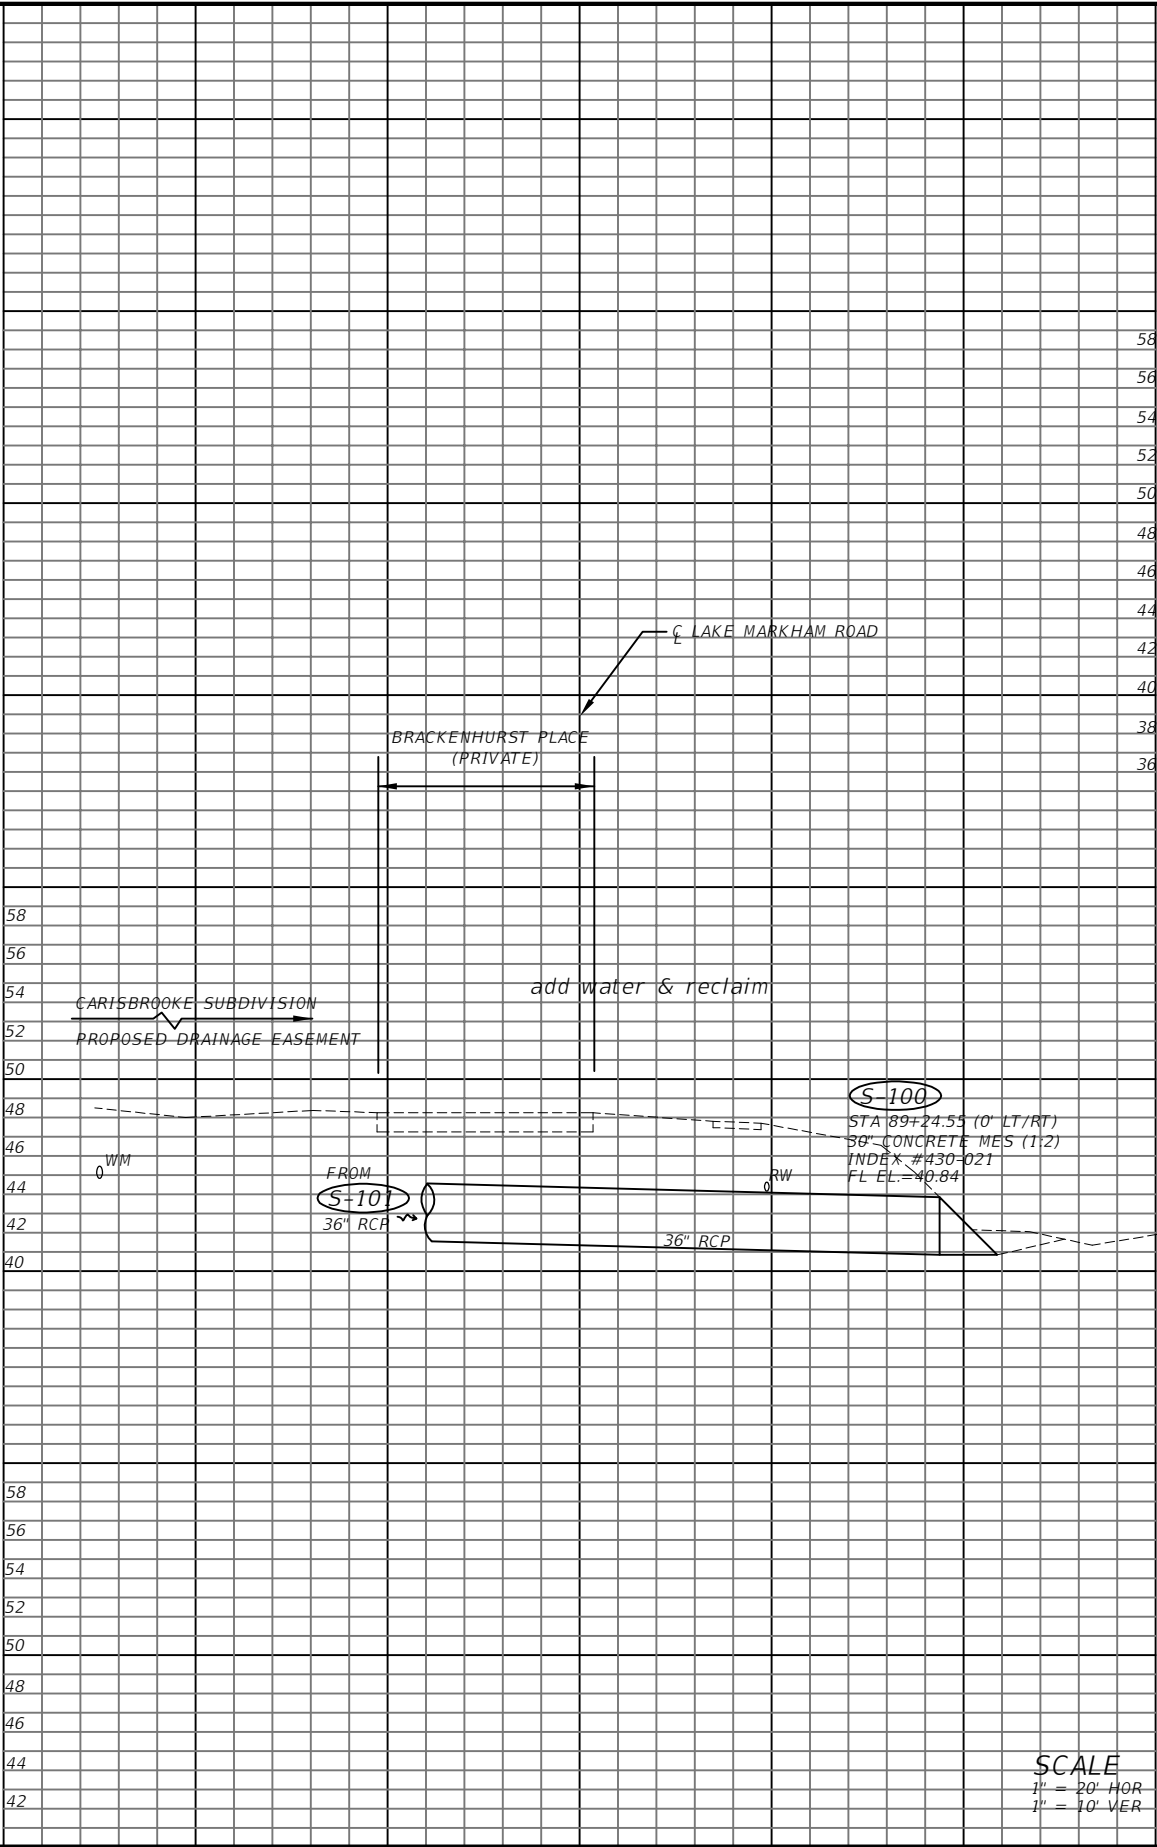 58
56
54
52
50
48
46
44
℄ LAKE MARKHAM ROAD
42
40
38
BRACKENHURST PLACE
(PRIVATE)
36
58
56
54
add water & reclaim
CARISBROOKE SUBDIVISION
52
PROPOSED DRAINAGE EASEMENT
50
48
S-100
STA 89+24.55 (0' LT/RT)
30" CONCRETE MES (1:2)
INDEX #430-021
FL EL.=40.84
46
WM
FROM
RW
44
S-101
36" RCP
42
36" RCP
40
58
56
54
52
50
48
46
44
42
SCALE
1" = 20' HOR
1" = 10' VER